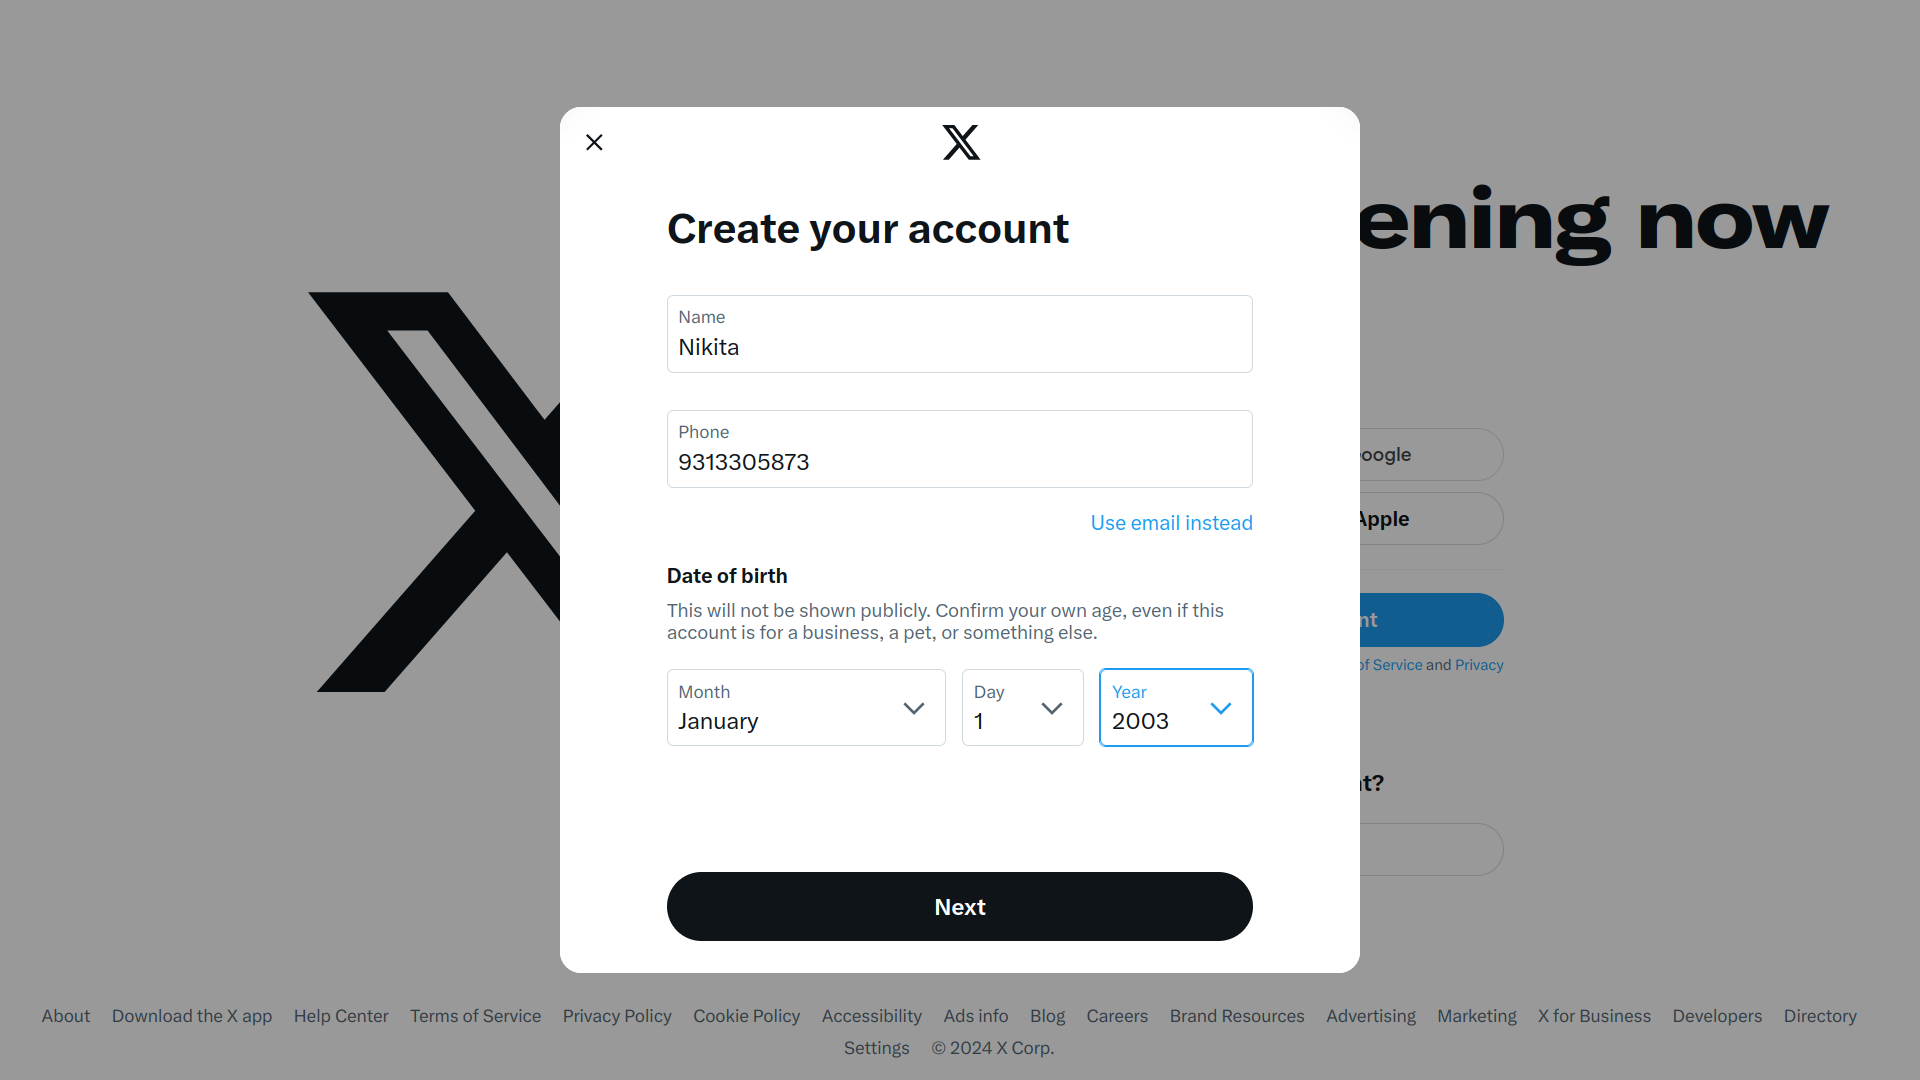 Create your account
Name
Nikita
Phone
9313305873
Use email instead
Date of birth
This will not be shown publicly. Confirm your own age, even if this
account is for a business, a pet, or something else.
Month
January
Day
1
Year
2003
Next
ening now
oogle
Apple
nt
of Service and Privacy
nt?
About Download the X app Help Center Terms of Service Privacy Policy Cookie Policy Accessibility Ads info Blog Careers Brand Resources Advertising Marketing X for Business Developers Directory
Settings © 2024 X Corp.